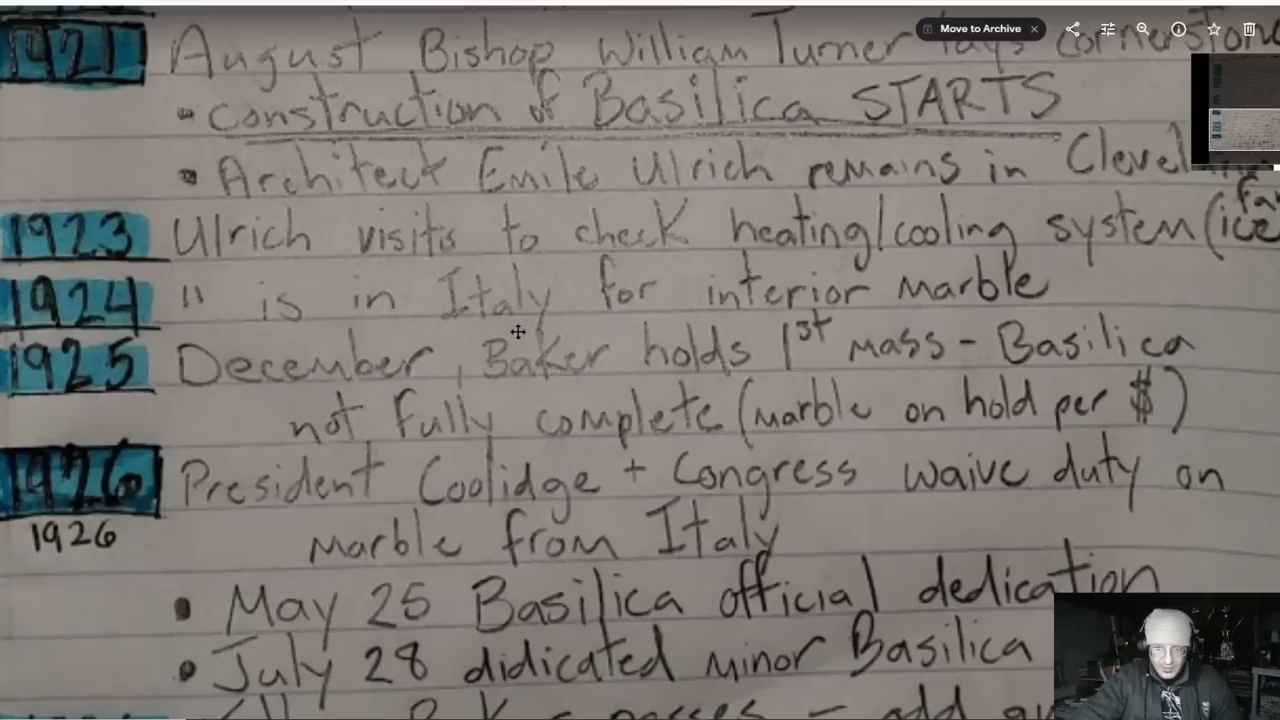 Move to Archive
1921 August Bishop William Turner lays cornerstone
• Construction of Basilica STARTS
• Architect Emile Ulrich remains in
1923 Ulrich visits to check heating/cooling system (ice
1924 " is in Italy for interior marble
1925 December, Baker holds 1st mass - Basilica
not fully complete (marble on hold per $)
1926 President Coolidge + Congress waive duty on
1926
marble from Italy
• May 25 Basilica official dedication
• July 28 didicated minor Basilica